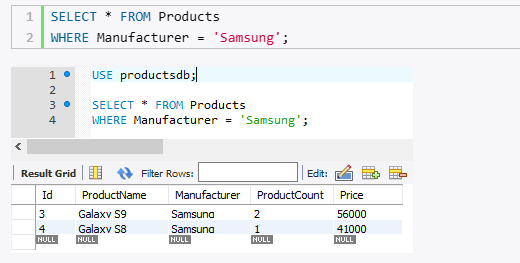 1 SELECT * FROM Products
2 WHERE Manufacturer = 'Samsung';
1 USE productsdb;
2
3 SELECT * FROM Products
4 WHERE Manufacturer = 'Samsung';
Result Grid Filter Rows: Edit:
Id ProductName Manufacturer ProductCount Price
3 Galaxy S9 Samsung 2 56000
4 Galaxy S8 Samsung 1 41000
NULL NULL NULL NULL NULL